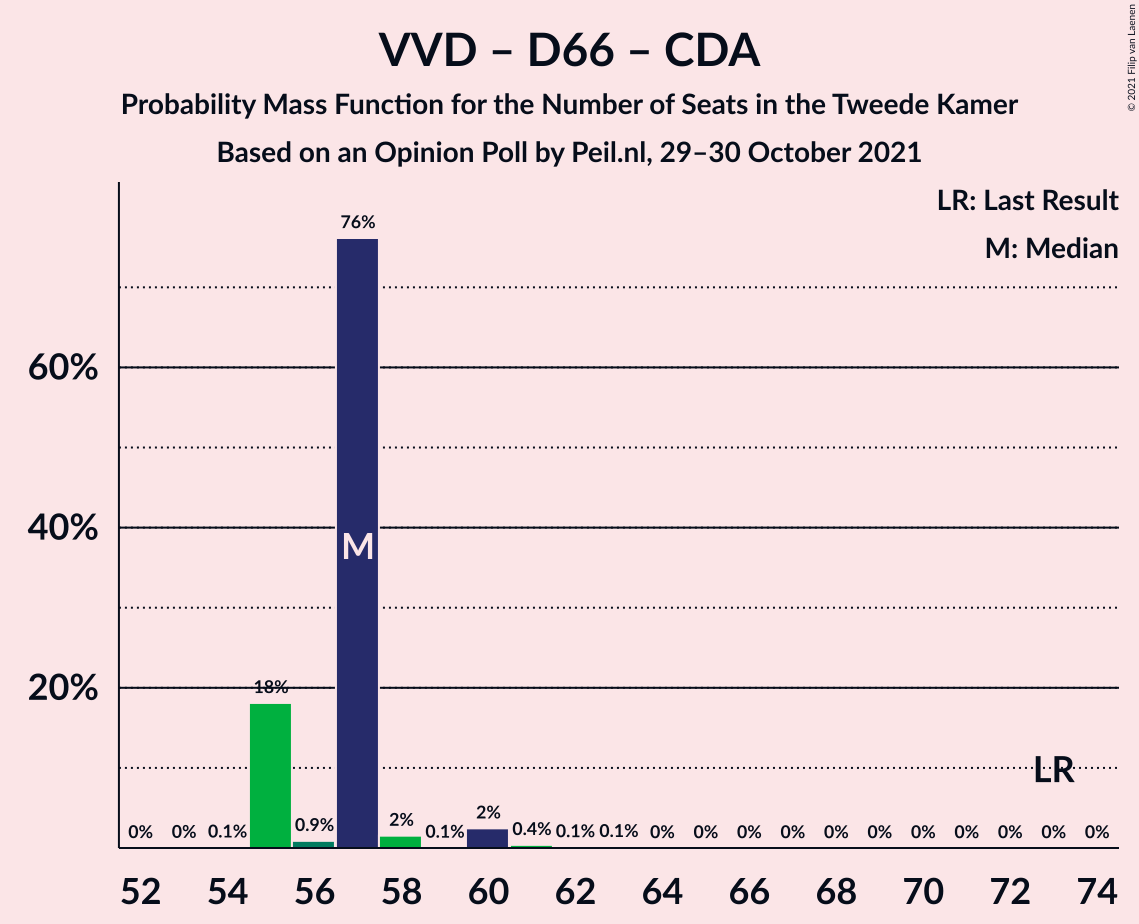 VVD – D66 – CDA
Probability Mass Function for the Number of Seats in the Tweede Kamer
Based on an Opinion Poll by Peil.nl, 29–30 October 2021
© 2021 Filip van Laenen
LR: Last Result
M: Median
60%
40%
20%
0% 0% 0.1% 18% 0.9% 76% 2% 0.1% 2% 0.4% 0.1% 0.1% 0% 0% 0% 0% 0% 0% 0% 0% 0% 0% 0%
M
LR
52 54 56 58 60 62 64 66 68 70 72 74